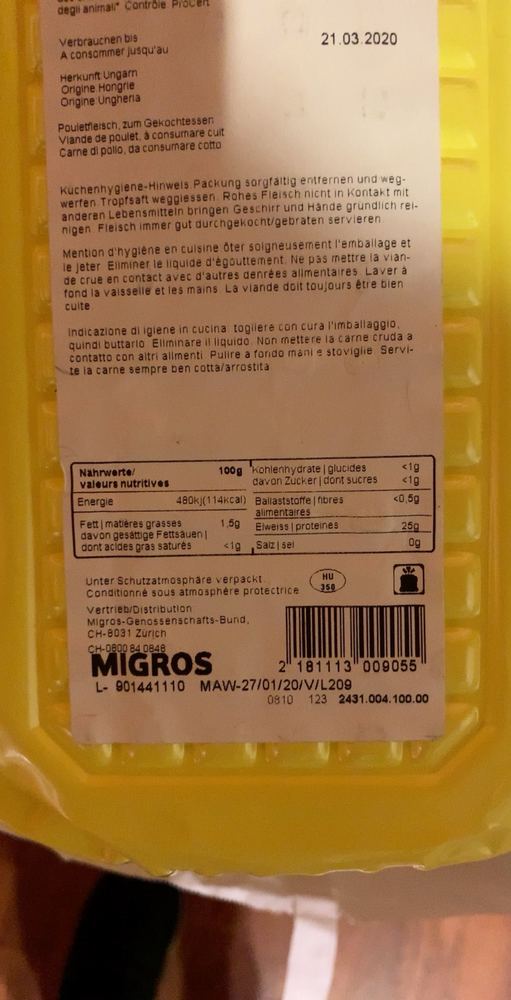 degli animali" Contrôle: ProCert
Verbrauchen bis
A consommer jusqu'au
21.03.2020
Herkunft Ungarn
Origine Hongrie
Origine Ungheria
Pouletfleisch, zum Gekochtessen
Viande de poulet, à consumare cuit
Carne di pollo, da consumare cotto
Küchenhygiene-Hinweis Packung sorgfältig entfernen und weg-
werfen Tropfsaft weggiessen. Rohes Fleisch nicht in Kontakt mit
anderen Lebensmitteln bringen Geschirr und Hände gründlich rei-
nigen Fleisch immer gut durchgekocht/gebraten servieren
Mention d'hygiène en cuisine Ôter soigneusement l'emballage et
le jeter Eliminer le liquide d'égouttement. Ne pas mettre la vian-
de crue en contact avec d'autres denrées alimentaires. Laver à
fond la vaisselle et les mains. La viande doit toujours être bien
cuite
Indicazione di igiene in cucina togliere con cura l'imballaggio,
quindi buttarlo Eliminare il liquido. Non mettere la carne cruda a
contatto con altri alimenti Pulire a fondo mani e stoviglie Servi-
te la carne sempre ben cotta/arrostita
Nährwerte/ 100g
valeurs nutritives
Energie 480kj(114kcal)
Fett | matières grasses 1,5g
davon gesättige Fettsäuen |
dont acides gras saturés <1g
Kohlenhydrate | glucides <1g
davon Zucker | dont sucres <1g
Ballaststoffe | fibres <0,5g
alimentaires
Eiweiss | proteines 25g
Salz | sel 0g
Unter Schutzatmosphäre verpackt.
Conditionné sous atmosphère protectrice
HU
350
Vertrieb/Distribution
Migros-Genossenschafts-Bund,
CH-8031 Zürich
CH-0800 84 0848
MIGROS
2 181113 009055
L- 901441110 MAW-27/01/20/V/L209
0810 123 2431.004.100.00